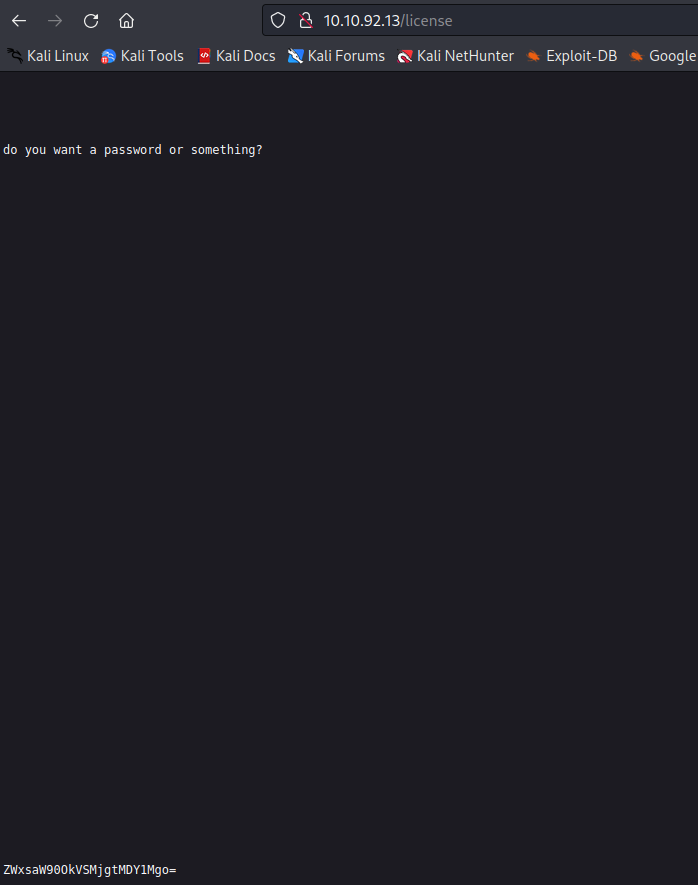 10.10.92.13/license
Kali Linux Kali Tools Kali Docs Kali Forums Kali NetHunter Exploit-DB Google
do you want a password or something?
ZWxsaW90OkVSMjgtMDY1Mgo=